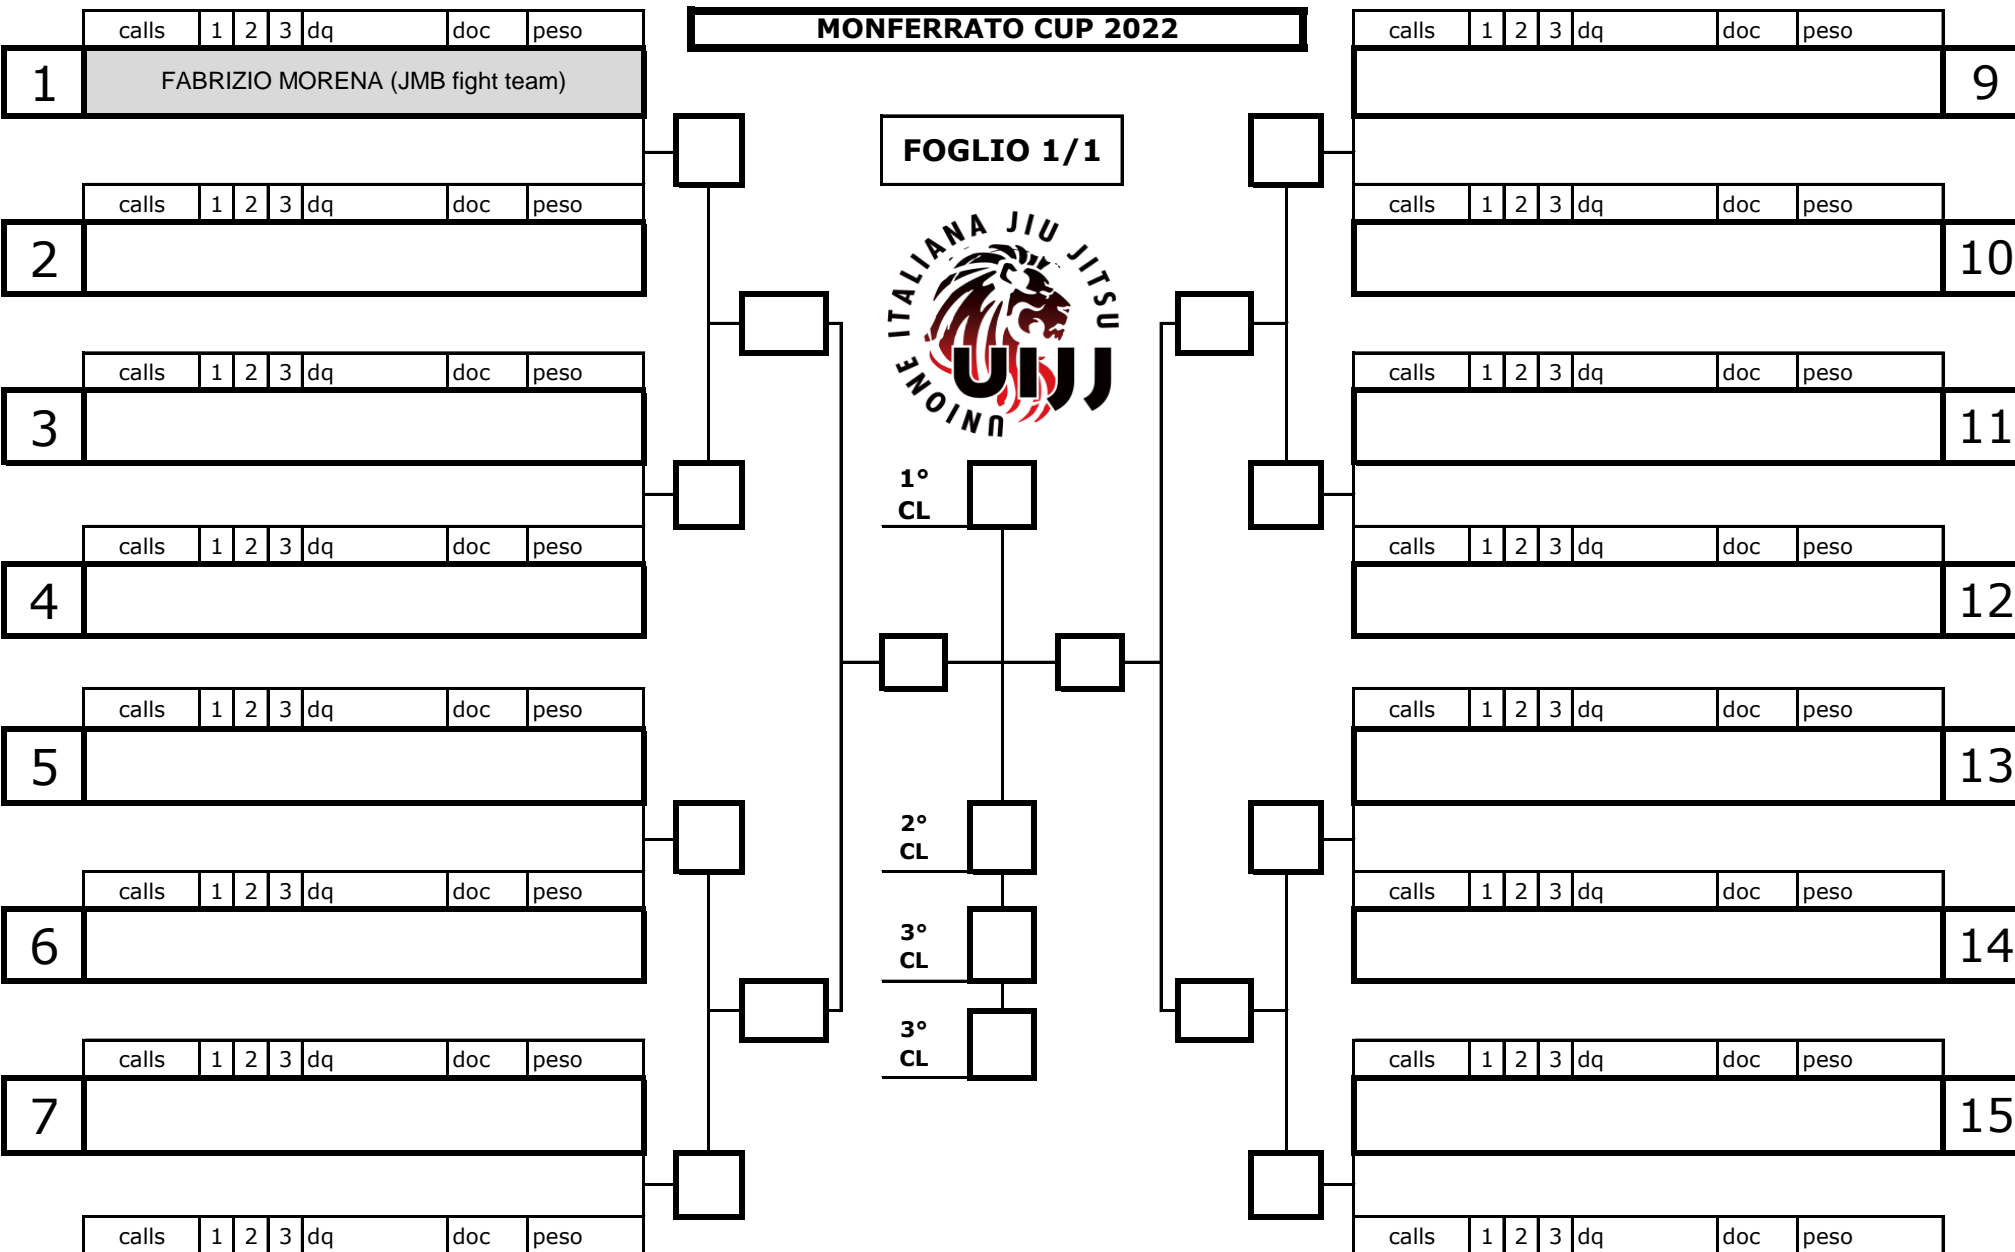 MONFERRATO CUP 2022
FOGLIO 1/1
UNIONE ITALIANA JIU JITSU
UIJJ
calls 1 2 3 dq doc peso
1 FABRIZIO MORENA (JMB fight team)
calls 1 2 3 dq doc peso
2
calls 1 2 3 dq doc peso
3
calls 1 2 3 dq doc peso
4
calls 1 2 3 dq doc peso
5
calls 1 2 3 dq doc peso
6
calls 1 2 3 dq doc peso
7
calls 1 2 3 dq doc peso
1°
CL
2°
CL
3°
CL
3°
CL
calls 1 2 3 dq doc peso
9
calls 1 2 3 dq doc peso
10
calls 1 2 3 dq doc peso
11
calls 1 2 3 dq doc peso
12
calls 1 2 3 dq doc peso
13
calls 1 2 3 dq doc peso
14
calls 1 2 3 dq doc peso
15
calls 1 2 3 dq doc peso